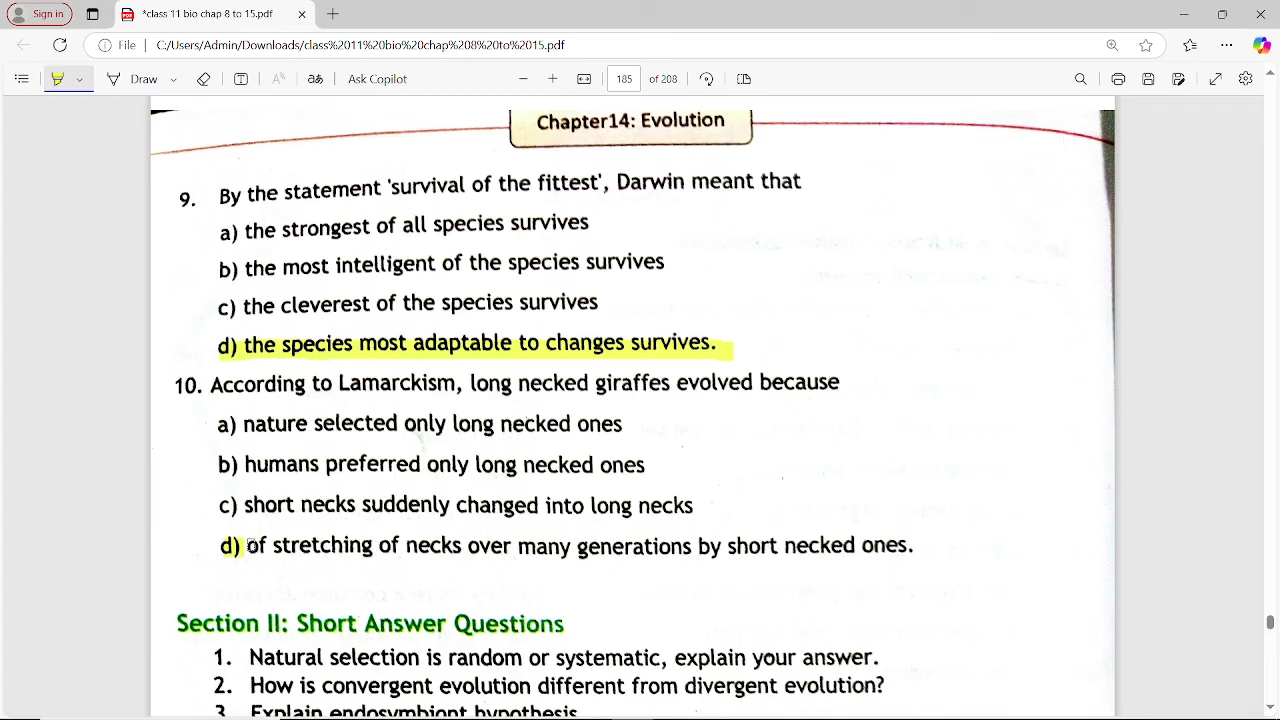 Sign in
*class 11 bio chap 8 to 15.pdf
File
C:/Users/Admin/Downloads/class%2011%20bio%20chap%208%20to%2015.pdf
Draw
Ask Copilot
185 of 208
Chapter14: Evolution
9. By the statement 'survival of the fittest', Darwin meant that
a) the strongest of all species survives
b) the most intelligent of the species survives
c) the cleverest of the species survives
d) the species most adaptable to changes survives.
10. According to Lamarckism, long necked giraffes evolved because
a) nature selected only long necked ones
b) humans preferred only long necked ones
c) short necks suddenly changed into long necks
d) of stretching of necks over many generations by short necked ones.
Section II: Short Answer Questions
1. Natural selection is random or systematic, explain your answer.
2. How is convergent evolution different from divergent evolution?
3. Explain endosymbiont hypothesis